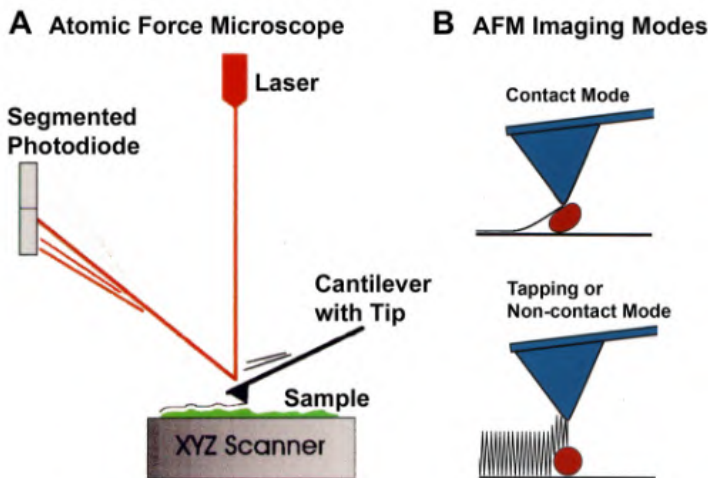 A Atomic Force Microscope
Laser
Segmented
Photodiode
Cantilever
with Tip
Sample
XYZ Scanner
B AFM Imaging Modes
Contact Mode
Tapping or
Non-contact Mode